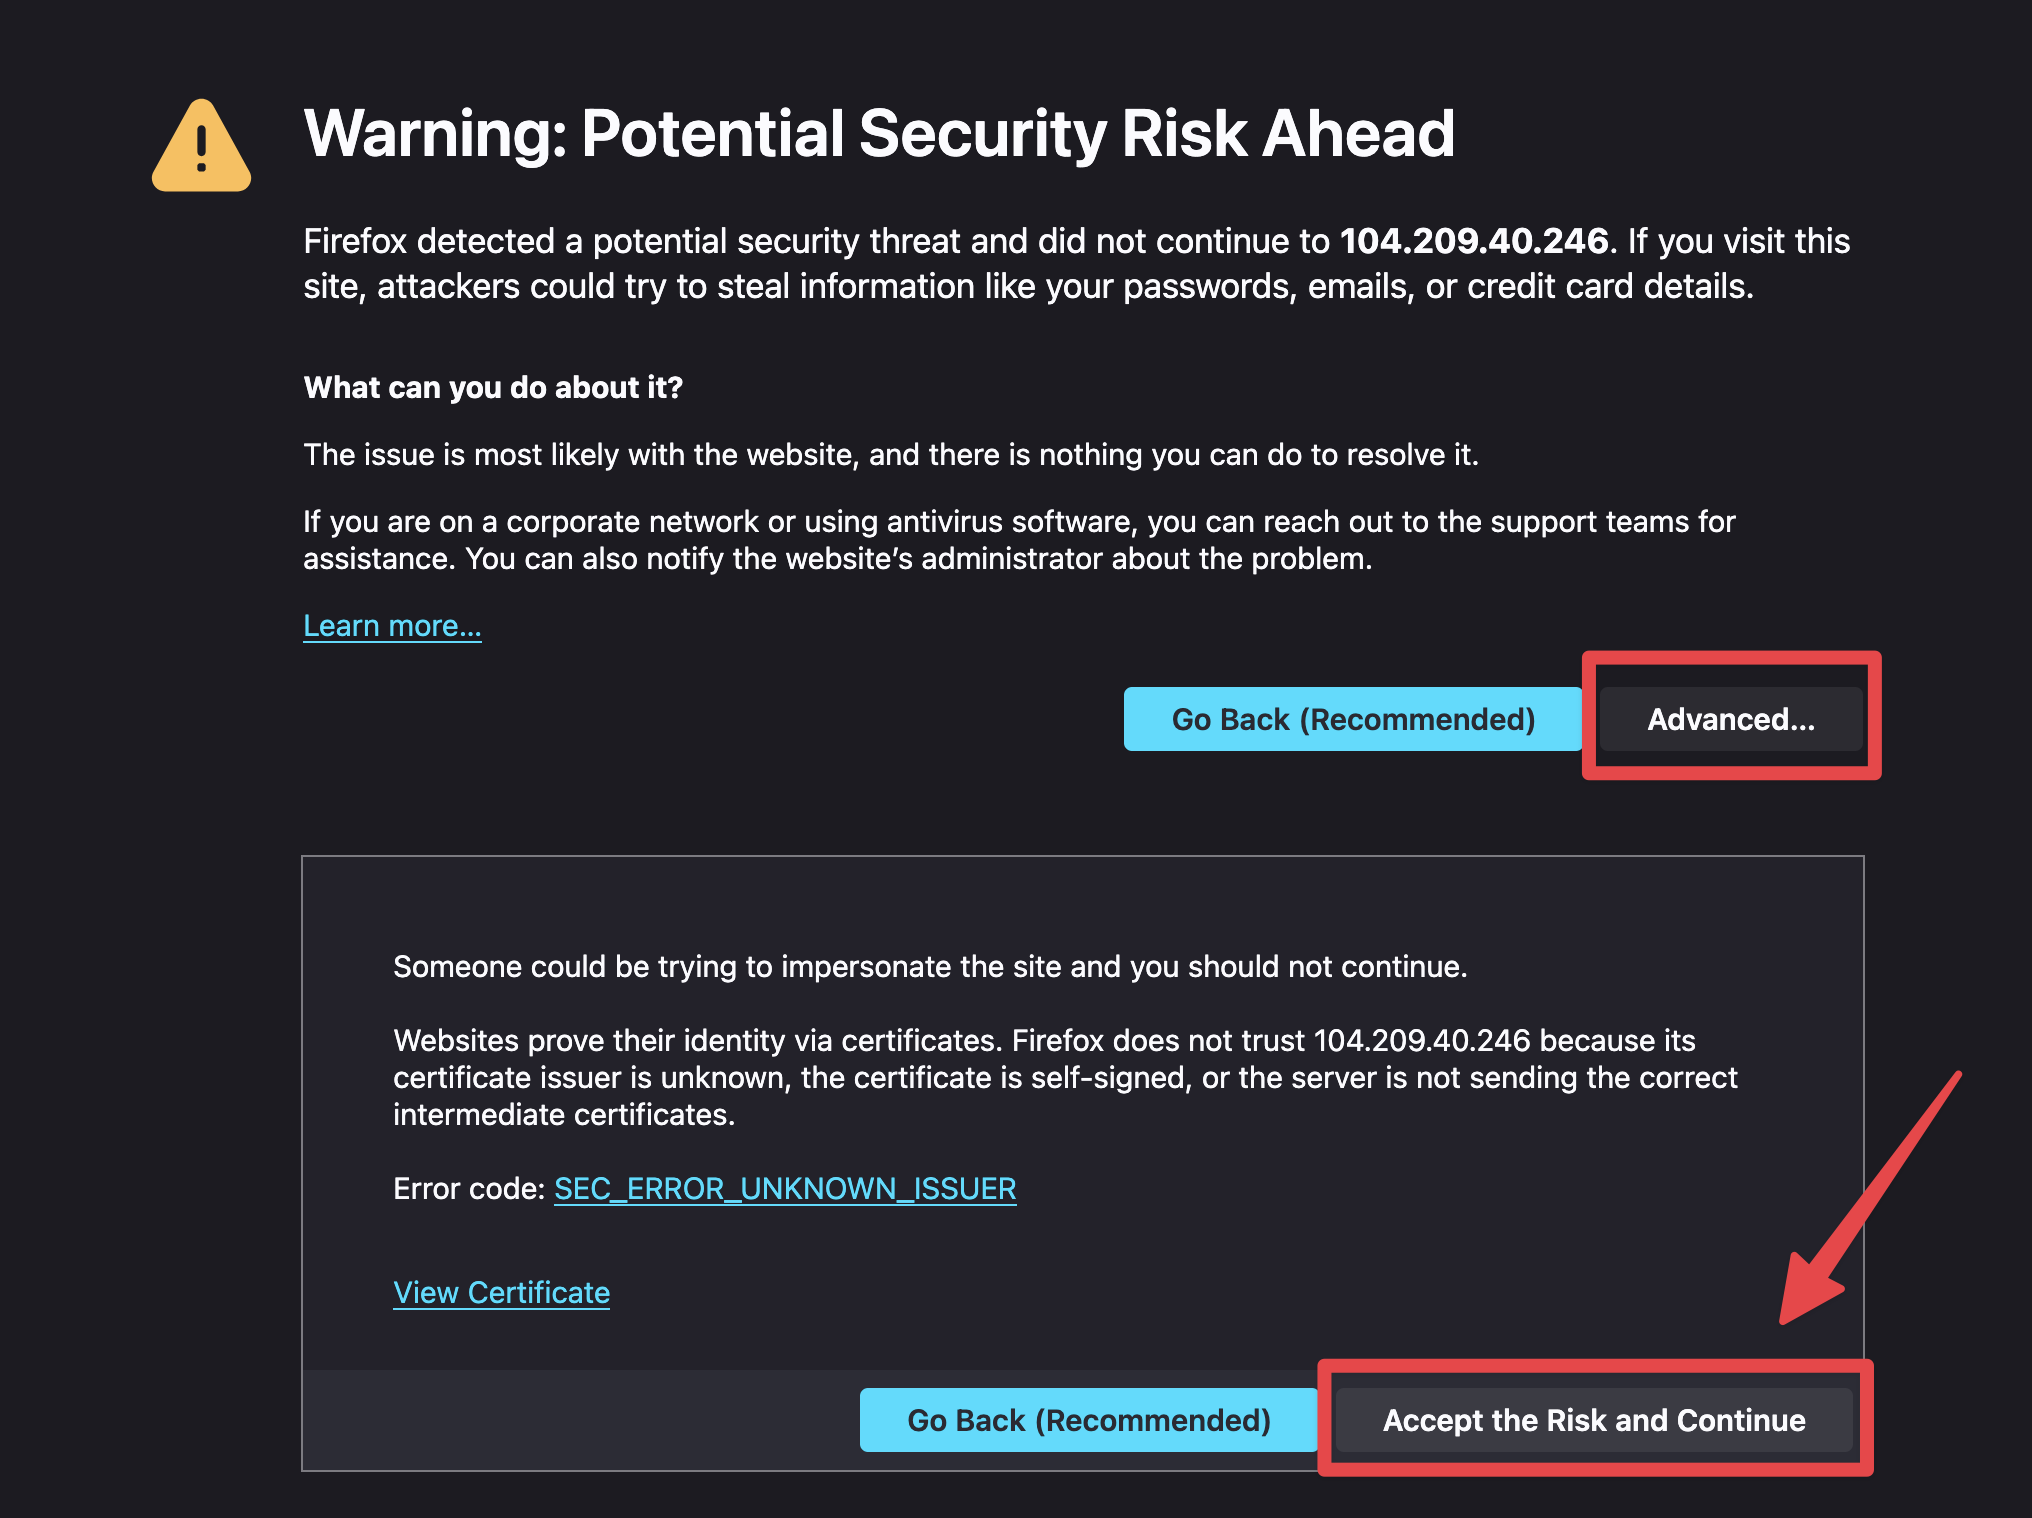 Warning: Potential Security Risk Ahead
Firefox detected a potential security threat and did not continue to 104.209.40.246. If you visit this
site, attackers could try to steal information like your passwords, emails, or credit card details.
What can you do about it?
The issue is most likely with the website, and there is nothing you can do to resolve it.
If you are on a corporate network or using antivirus software, you can reach out to the support teams for
assistance. You can also notify the website’s administrator about the problem.
Learn more…
Go Back (Recommended)
Advanced...
Someone could be trying to impersonate the site and you should not continue.
Websites prove their identity via certificates. Firefox does not trust 104.209.40.246 because its
certificate issuer is unknown, the certificate is self-signed, or the server is not sending the correct
intermediate certificates.
Error code: SEC_ERROR_UNKNOWN_ISSUER
View Certificate
Go Back (Recommended)
Accept the Risk and Continue